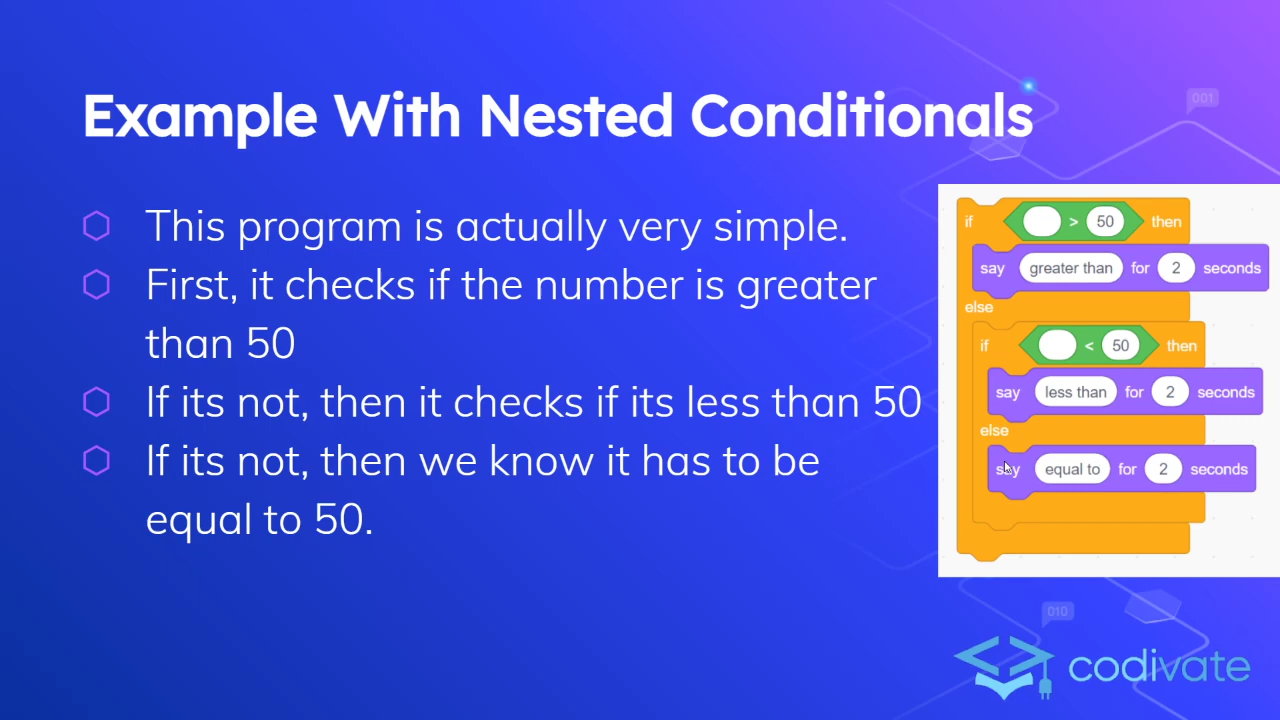 Example With Nested Conditionals
001
This program is actually very simple.
First, it checks if the number is greater
than 50
If its not, then it checks if its less than 50
If its not, then we know it has to be
equal to 50.
if > 50 then
say greater than for 2 seconds
else
if < 50 then
say less than for 2 seconds
else
say equal to for 2 seconds
010
codivate